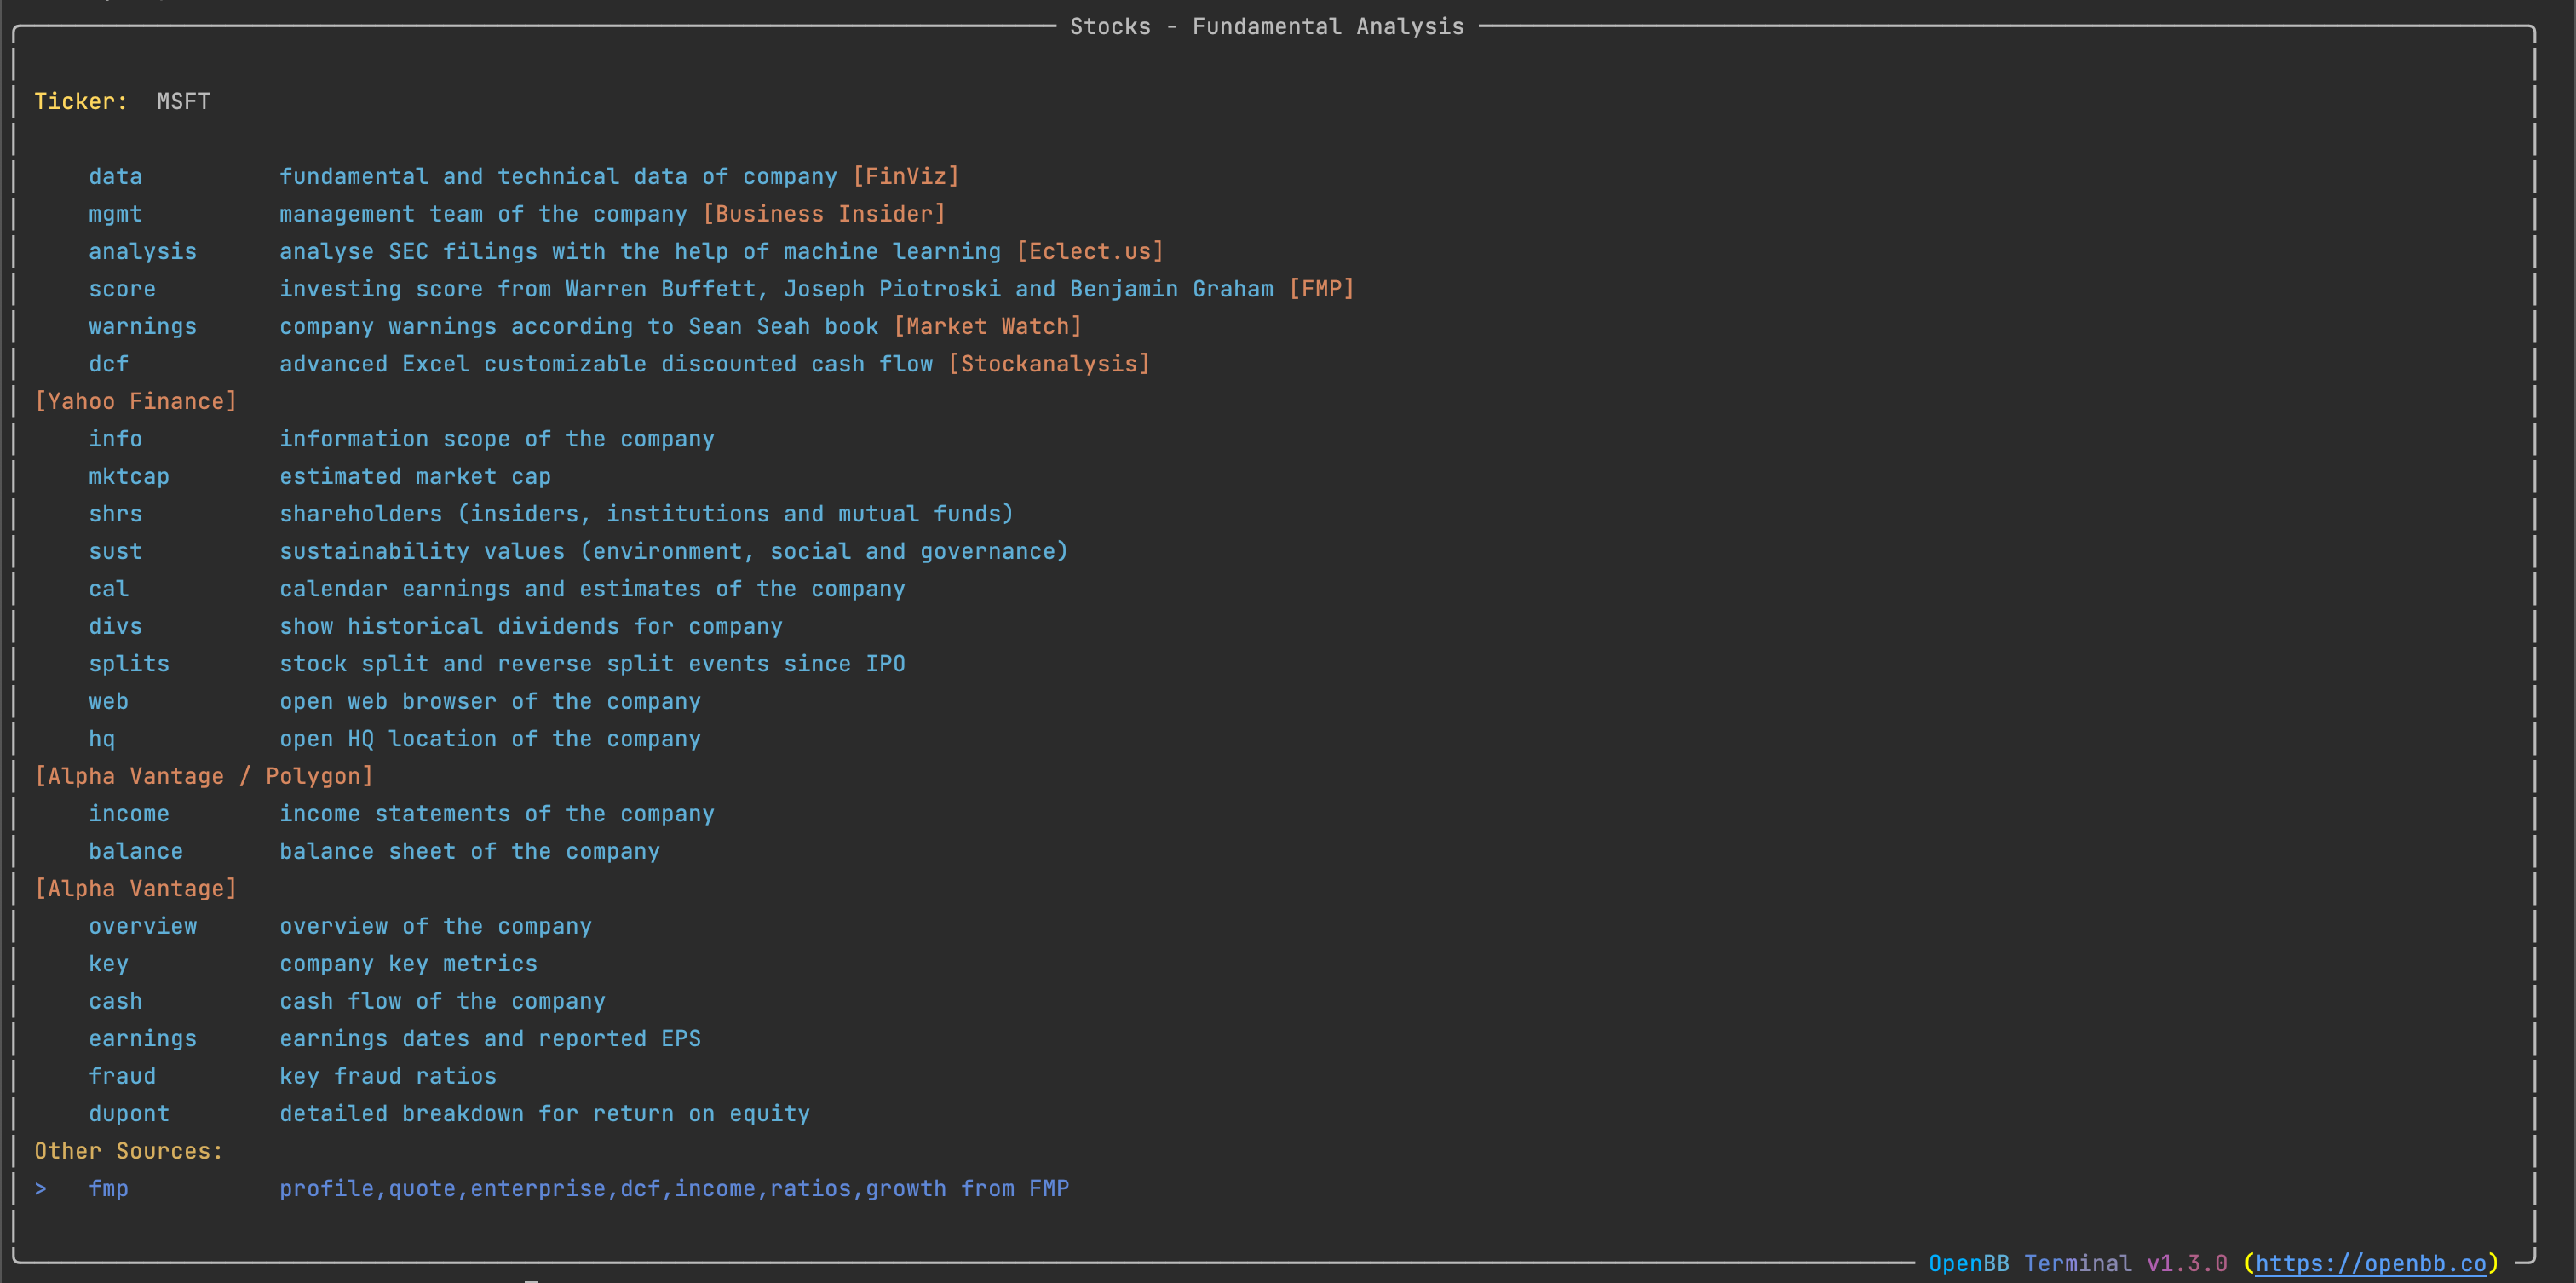 Stocks - Fundamental Analysis
Ticker: MSFT
data fundamental and technical data of company [FinViz]
mgmt management team of the company [Business Insider]
analysis analyse SEC filings with the help of machine learning [Eclect.us]
score investing score from Warren Buffett, Joseph Piotroski and Benjamin Graham [FMP]
warnings company warnings according to Sean Seah book [Market Watch]
dcf advanced Excel customizable discounted cash flow [Stockanalysis]
[Yahoo Finance]
info information scope of the company
mktcap estimated market cap
shrs shareholders (insiders, institutions and mutual funds)
sust sustainability values (environment, social and governance)
cal calendar earnings and estimates of the company
divs show historical dividends for company
splits stock split and reverse split events since IPO
web open web browser of the company
hq open HQ location of the company
[Alpha Vantage / Polygon]
income income statements of the company
balance balance sheet of the company
[Alpha Vantage]
overview overview of the company
key company key metrics
cash cash flow of the company
earnings earnings dates and reported EPS
fraud key fraud ratios
dupont detailed breakdown for return on equity
Other Sources:
> fmp profile,quote,enterprise,dcf,income,ratios,growth from FMP
OpenBB Terminal v1.3.0 (https://openbb.co)